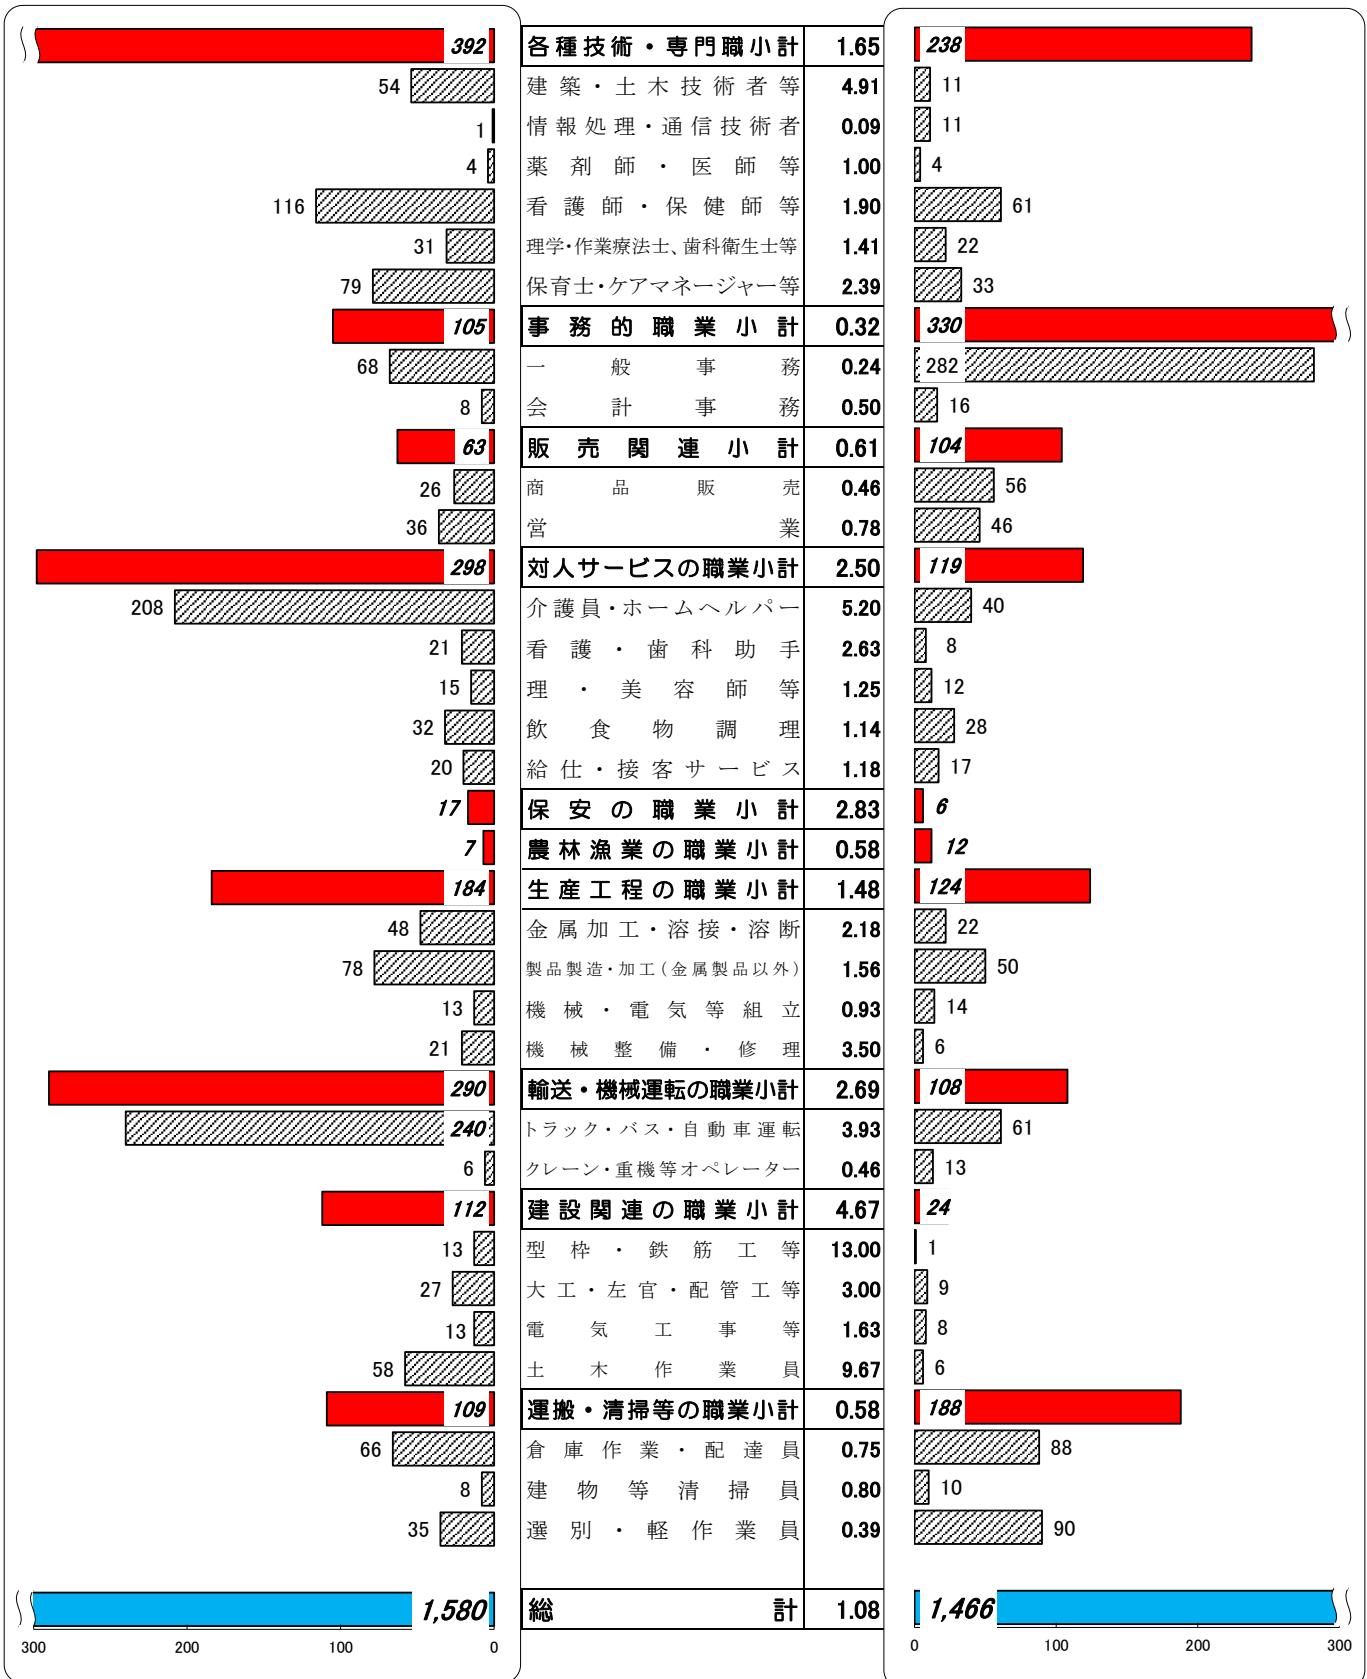 392 各種技術・専門職小計 1.65 238
54 建築・土木技術者等 4.91 11
1 情報処理・通信技術者 0.09 11
4 薬剤師・医師等 1.00 4
116 看護師・保健師等 1.90 61
31 理学・作業療法士、歯科衛生士等 1.41 22
79 保育士・ケアマネージャー等 2.39 33
105 事務的職業小計 0.32 330
68 一般事務 0.24 282
8 会計事務 0.50 16
63 販売関連小計 0.61 104
26 商品販売 0.46 56
36 営業 0.78 46
298 対人サービスの職業小計 2.50 119
208 介護員・ホームヘルパー 5.20 40
21 看護・歯科助手 2.63 8
15 理・美容師等 1.25 12
32 飲食物調理 1.14 28
20 給仕・接客サービス 1.18 17
17 保安の職業小計 2.83 6
7 農林漁業の職業小計 0.58 12
184 生産工程の職業小計 1.48 124
48 金属加工・溶接・溶断 2.18 22
78 製品製造・加工(金属製品以外) 1.56 50
13 機械・電気等組立 0.93 14
21 機械整備・修理 3.50 6
290 輸送・機械運転の職業小計 2.69 108
240 トラック・バス・自動車運転 3.93 61
6 クレーン・重機等オペレーター 0.46 13
112 建設関連の職業小計 4.67 24
13 型枠・鉄筋工等 13.00 1
27 大工・左官・配管工等 3.00 9
13 電気工事等 1.63 8
58 土木作業員 9.67 6
109 運搬・清掃等の職業小計 0.58 188
66 倉庫作業・配達員 0.75 88
8 建物等清掃員 0.80 10
35 選別・軽作業員 0.39 90
1,580 総計 1.08 1,466
300 200 100 0 0 100 200 300